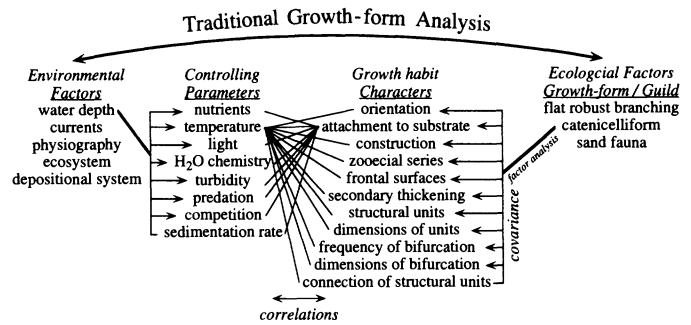 Traditional Growth-form Analysis
Environmental
Factors
water depth
currents
physiography
ecosystem
depositional system
Controlling
Parameters
nutrients
temperature
light
H2O chemistry
turbidity
predation
competition
sedimentation rate
Growth habit
Characters
orientation
attachment to substrate
construction
zooecial series
frontal surfaces
secondary thickening
structural units
dimensions of units
frequency of bifurcation
dimensions of bifurcation
connection of structural units
Ecologcial Factors
Growth-form / Guild
flat robust branching
catenicelliform
sand fauna
factor analysis
covariance
correlations